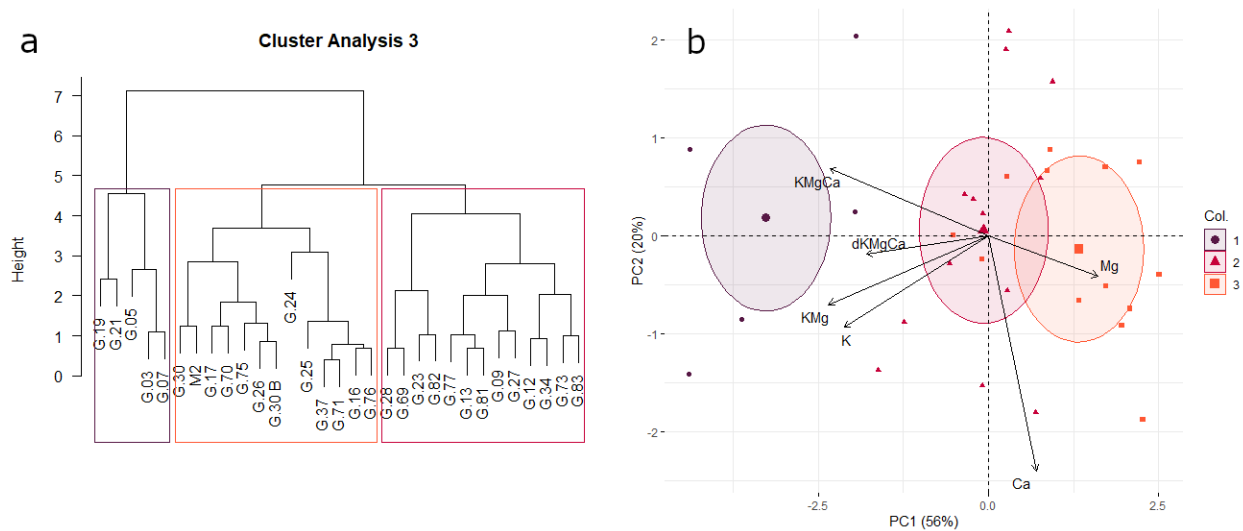 a
Cluster Analysis 3
Height
7
6
5
4
3
2
1
0
G.19
G.21
G.05
G.03
G.07
G.30
M2
G.17
G.70
G.75
G.26
G.30 B
G.24
G.25
G.37
G.71
G.16
G.76
G.28
G.69
G.23
G.82
G.77
G.13
G.81
G.09
G.27
G.12
G.34
G.73
G.83
b
PC2 (20%)
2
1
0
-1
-2
KMgCa
dKMgCa
KMg
K
Mg
Ca
-2.5
0.0
2.5
PC1 (56%)
Col.
1
2
3